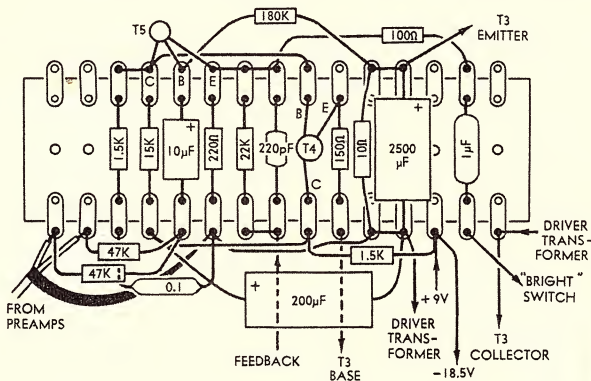 180K
T5
100Ω
T3
EMITTER
C
B
E
B
E
1.5K
15K
+
10µF
220Ω
22K
220pF
T4
150Ω
10Ω
+
2500
µF
1µF
C
47K
47K
0.1
1.5K
+
200µF
FROM
PREAMPS
FEEDBACK
T3
BASE
DRIVER
TRANS-
FORMER
+9V
-18.5V
DRIVER
TRANS-
FORMER
"BRIGHT"
SWITCH
T3
COLLECTOR